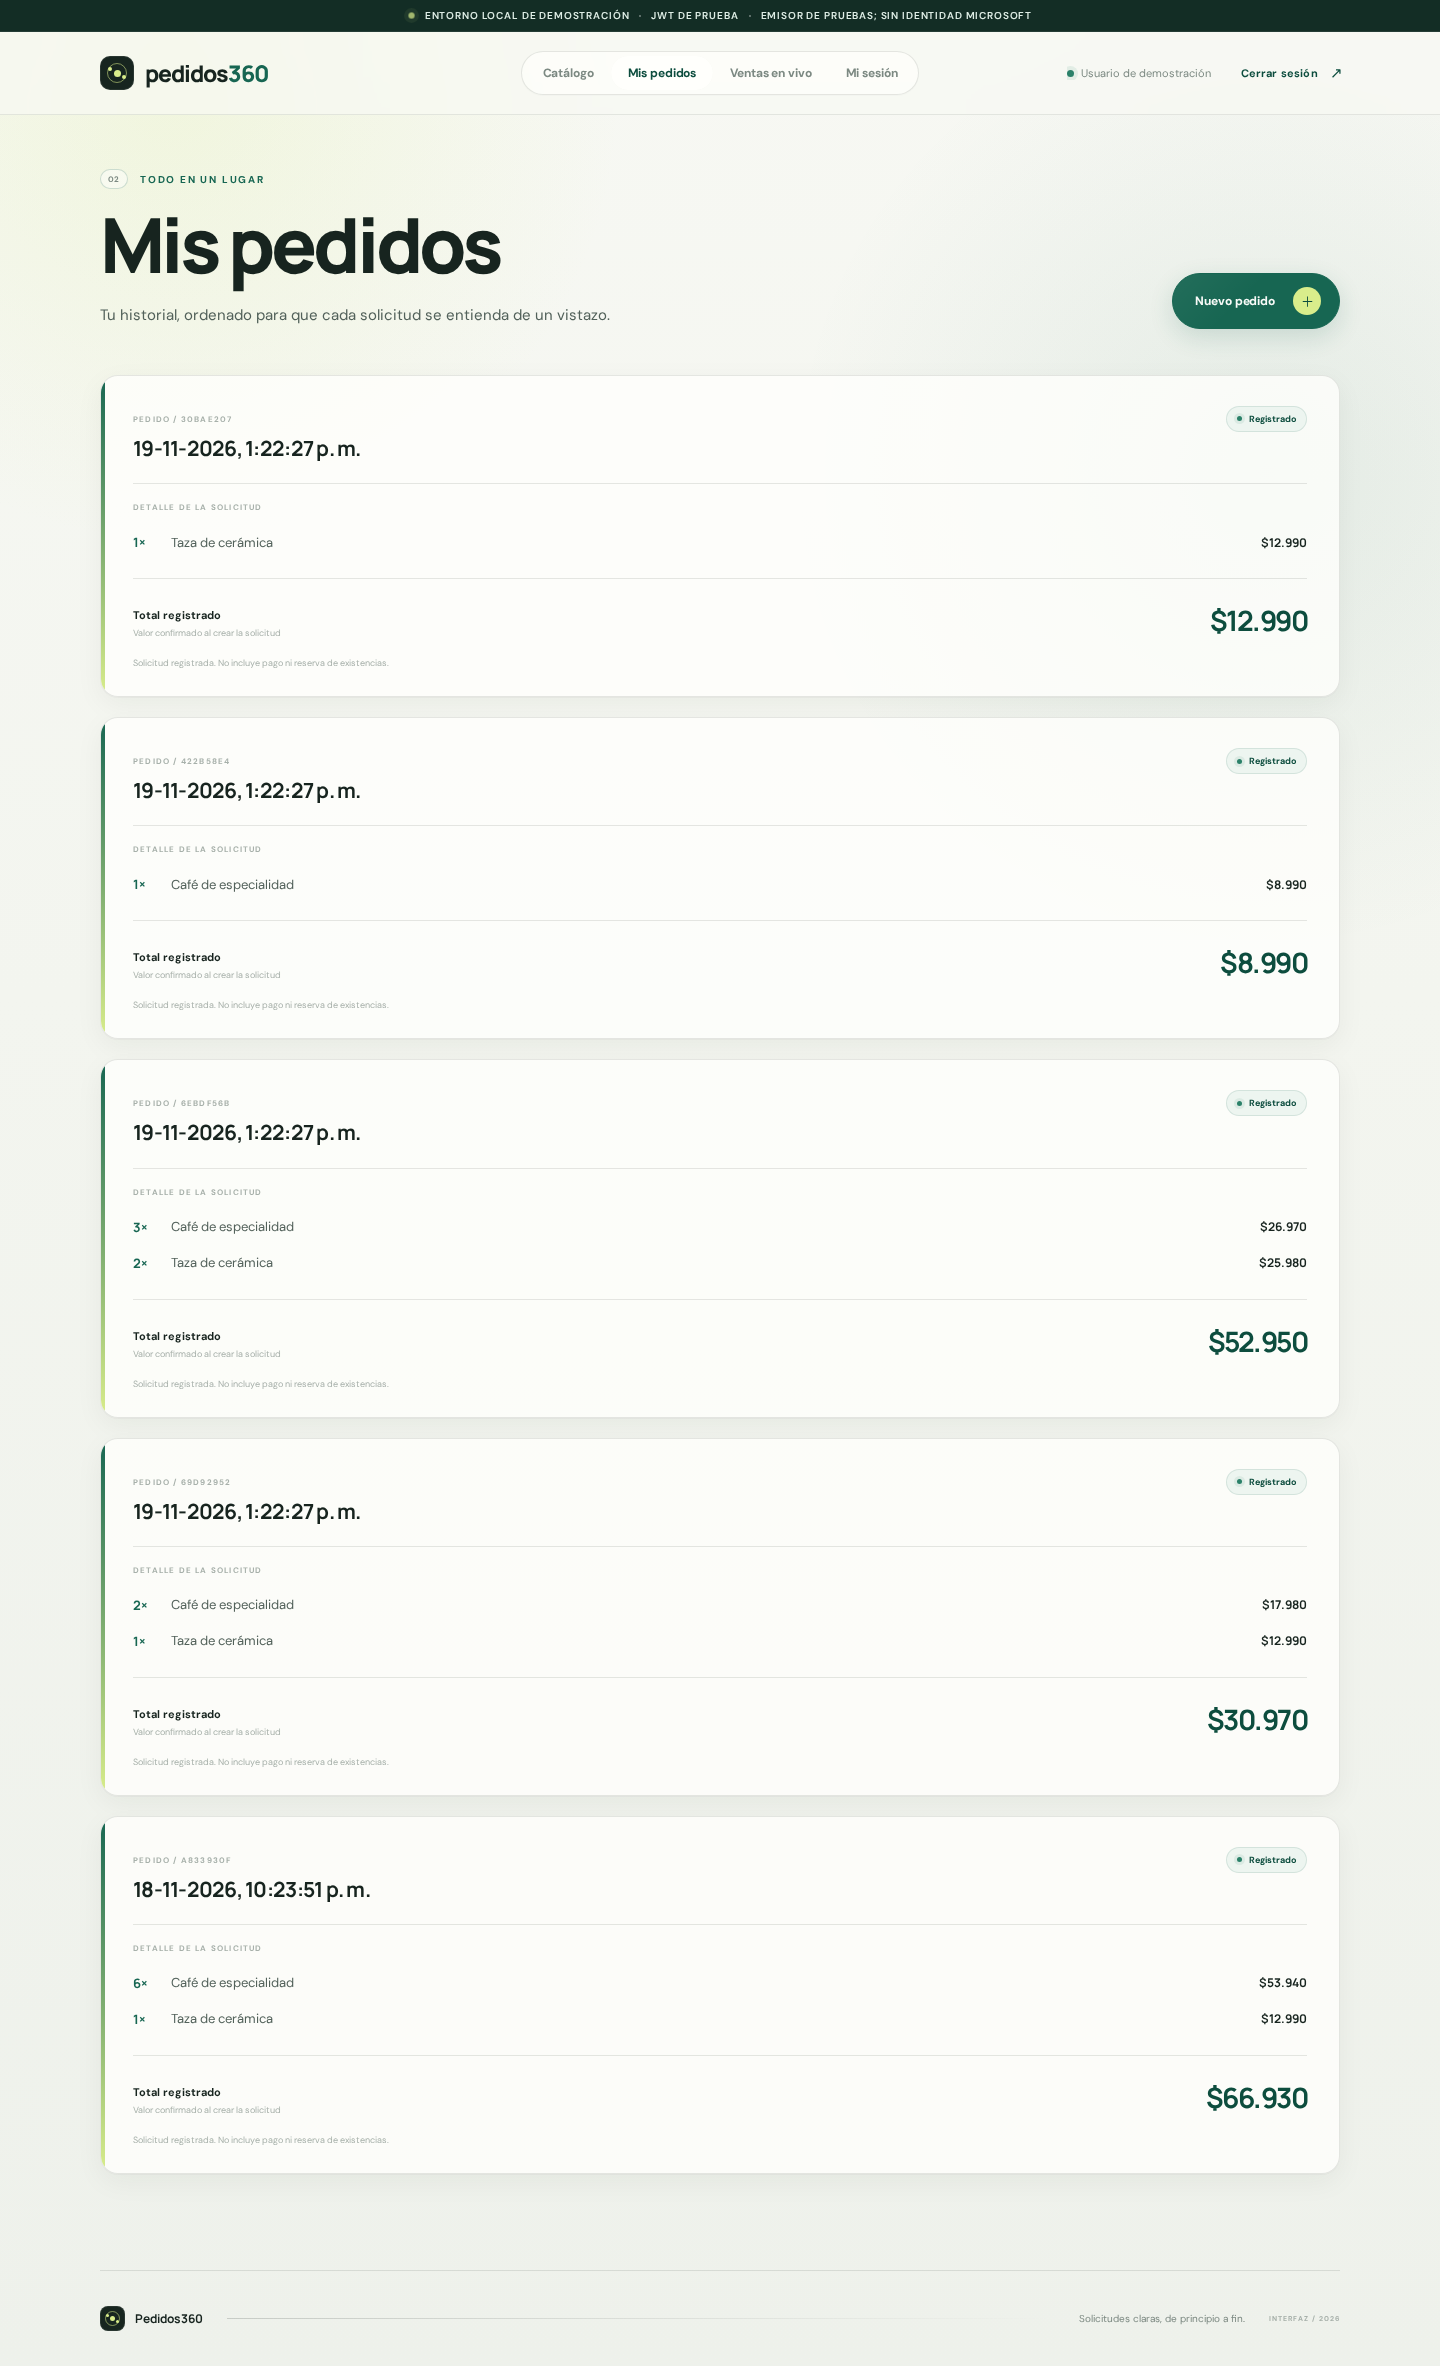 ENTORNO LOCAL DE DEMOSTRACIÓN · JWT DE PRUEBA · EMISOR DE PRUEBAS; SIN IDENTIDAD MICROSOFT
pedidos360
Catálogo Mis pedidos Ventas en vivo Mi sesión
Usuario de demostración Cerrar sesión ↗
02 TODO EN UN LUGAR
Mis pedidos
Tu historial, ordenado para que cada solicitud se entienda de un vistazo.
Nuevo pedido +
PEDIDO / 30BAE207
Registrado
19-11-2026, 1:22:27 p. m.
DETALLE DE LA SOLICITUD
1× Taza de cerámica $12.990
Total registrado
$12.990
Valor confirmado al crear la solicitud
Solicitud registrada. No incluye pago ni reserva de existencias.
PEDIDO / 422B58E4
Registrado
19-11-2026, 1:22:27 p. m.
DETALLE DE LA SOLICITUD
1× Café de especialidad $8.990
Total registrado
$8.990
Valor confirmado al crear la solicitud
Solicitud registrada. No incluye pago ni reserva de existencias.
PEDIDO / 6EBDF56B
Registrado
19-11-2026, 1:22:27 p. m.
DETALLE DE LA SOLICITUD
3× Café de especialidad $26.970
2× Taza de cerámica $25.980
Total registrado
$52.950
Valor confirmado al crear la solicitud
Solicitud registrada. No incluye pago ni reserva de existencias.
PEDIDO / 69D92952
Registrado
19-11-2026, 1:22:27 p. m.
DETALLE DE LA SOLICITUD
2× Café de especialidad $17.980
1× Taza de cerámica $12.990
Total registrado
$30.970
Valor confirmado al crear la solicitud
Solicitud registrada. No incluye pago ni reserva de existencias.
PEDIDO / A833930F
Registrado
18-11-2026, 10:23:51 p. m.
DETALLE DE LA SOLICITUD
6× Café de especialidad $53.940
1× Taza de cerámica $12.990
Total registrado
$66.930
Valor confirmado al crear la solicitud
Solicitud registrada. No incluye pago ni reserva de existencias.
Pedidos360
Solicitudes claras, de principio a fin. INTERFAZ / 2026